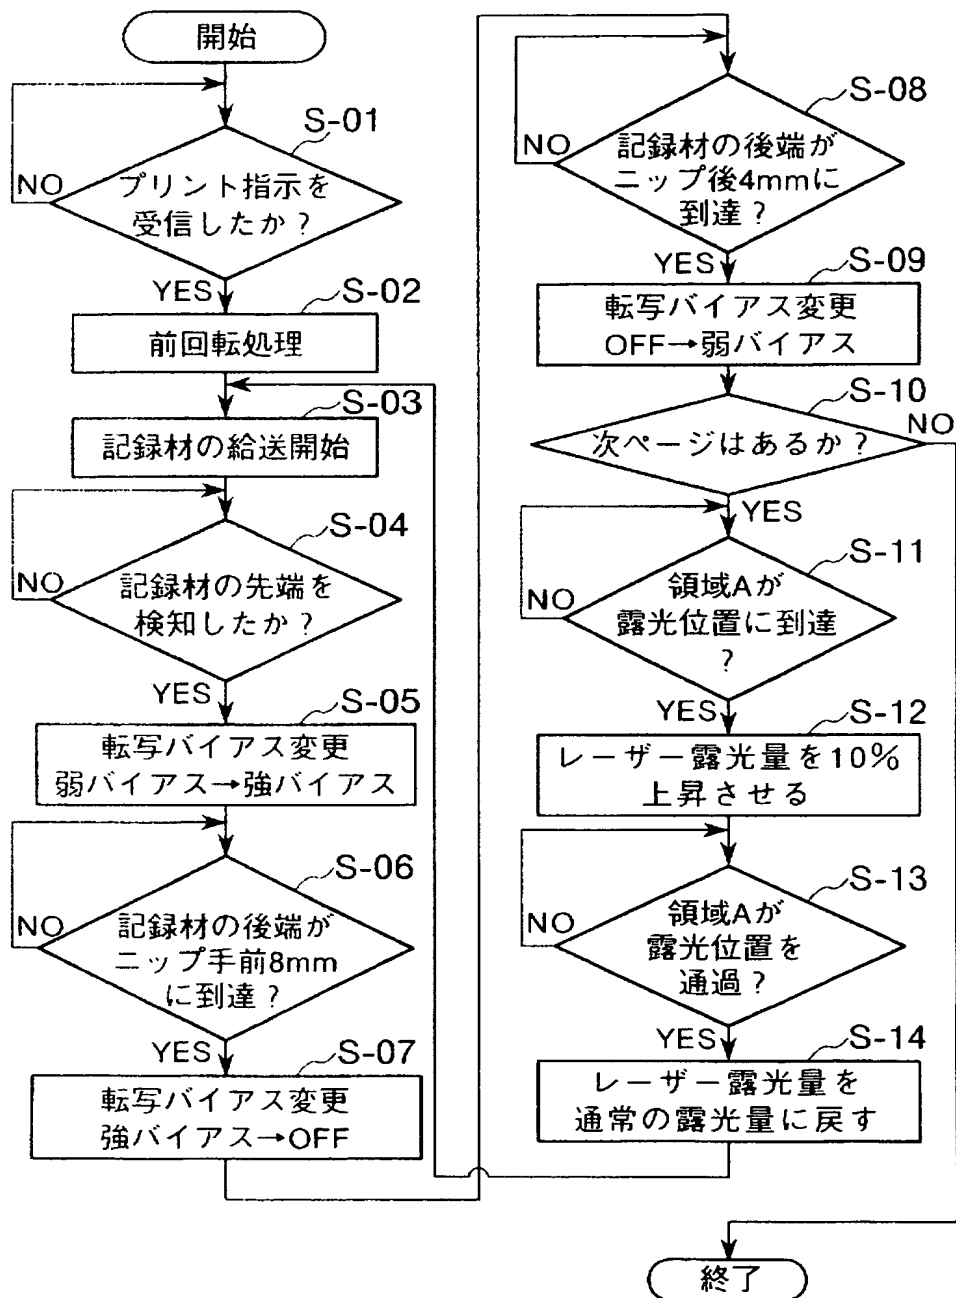 開始
S-01
NO
プリント指示を
受信したか？
YES
S-02
前回転処理
S-03
記録材の給送開始
S-04
NO
記録材の先端を
検知したか？
YES
S-05
転写バイアス変更
弱バイアス→強バイアス
S-06
NO
記録材の後端が
ニップ手前8mm
に到達？
YES
S-07
転写バイアス変更
強バイアス→OFF
S-08
NO
記録材の後端が
ニップ後4mmに
到達？
YES
S-09
転写バイアス変更
OFF→弱バイアス
S-10
NO
次ページはあるか？
YES
S-11
NO
領域Aが
露光位置に到達
？
YES
S-12
レーザー露光量を10%
上昇させる
S-13
NO
領域Aが
露光位置を
通過？
YES
S-14
レーザー露光量を
通常の露光量に戻す
終了